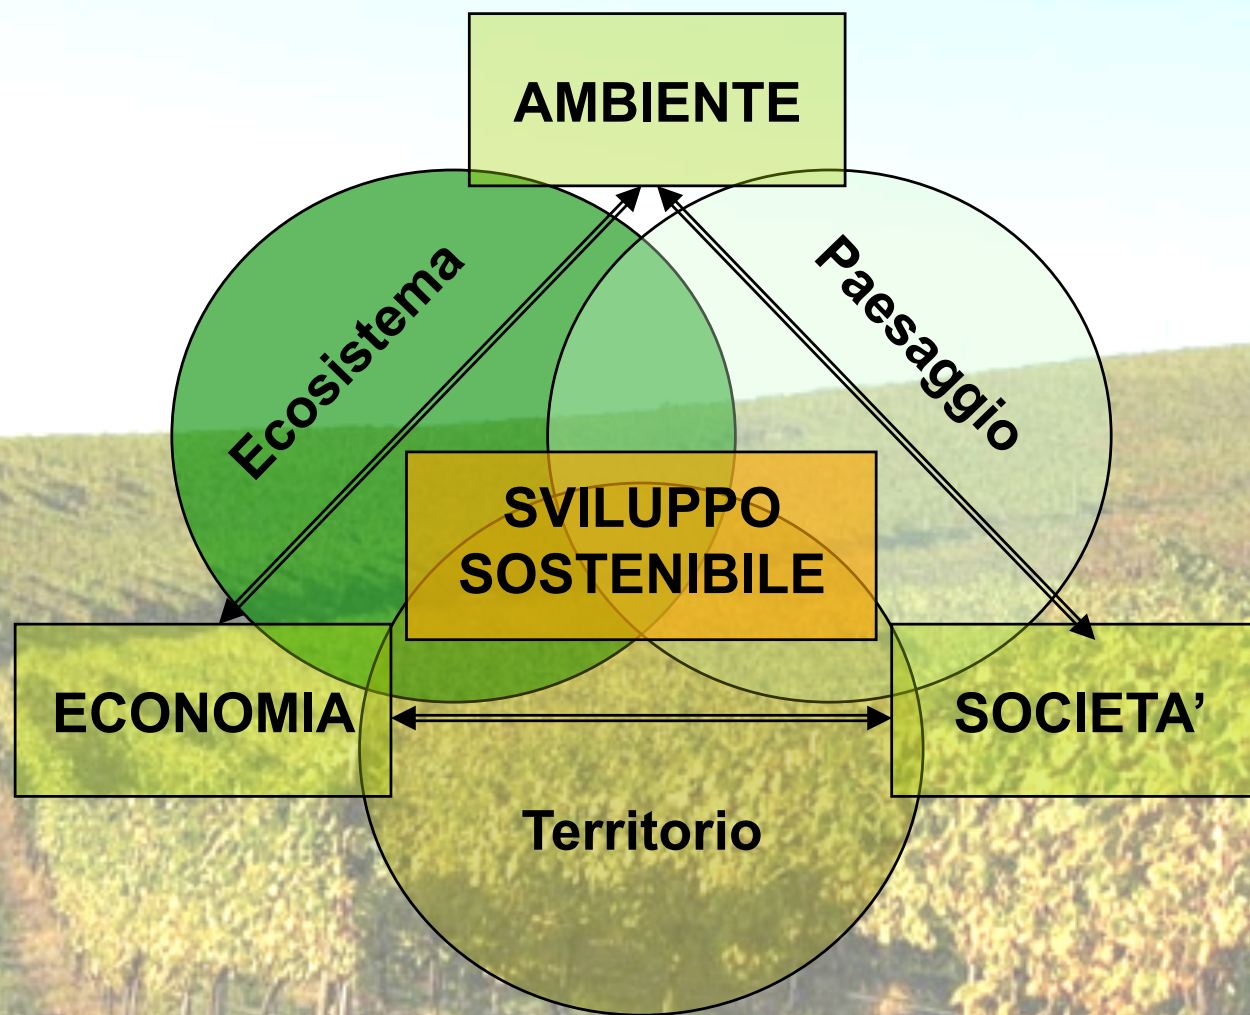 AMBIENTE
Ecosistema
Paesaggio
SVILUPPO
SOSTENIBILE
ECONOMIA
SOCIETA’
Territorio